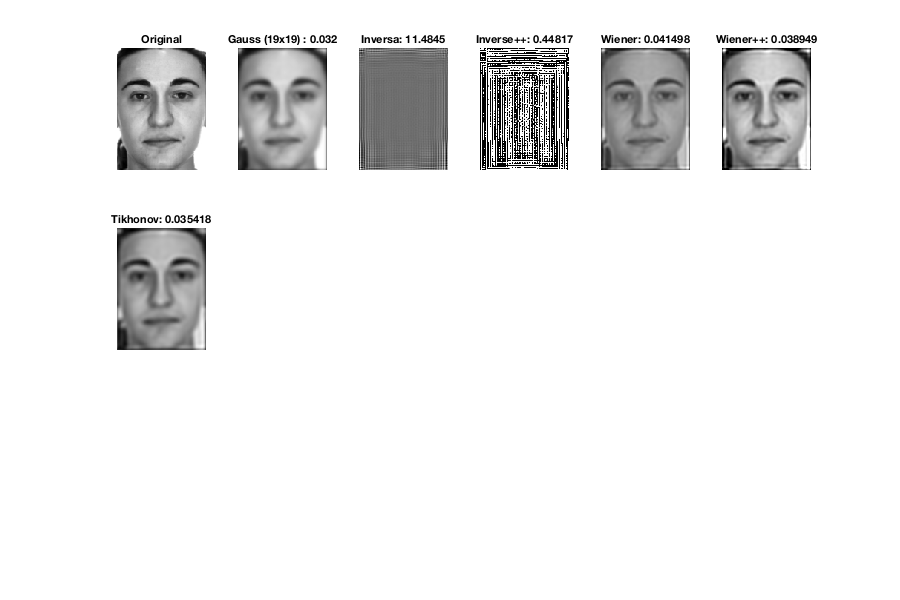 Original
Gauss (19x19) : 0.032
Inversa: 11.4845
Inverse++: 0.44817
Wiener: 0.041498
Wiener++: 0.038949
Tikhonov: 0.035418